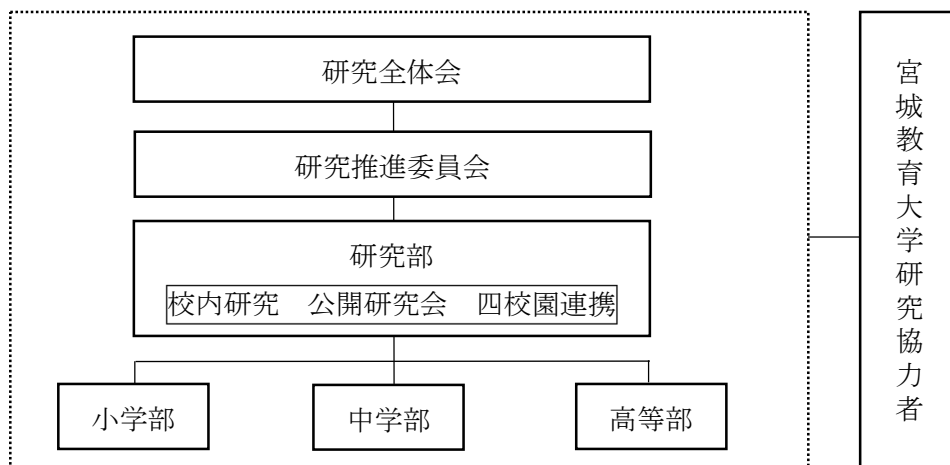 研究全体会
研究推進委員会
研究部
校内研究　公開研究会　四校園連携
小学部
中学部
高等部
宮城教育大学研究協力者